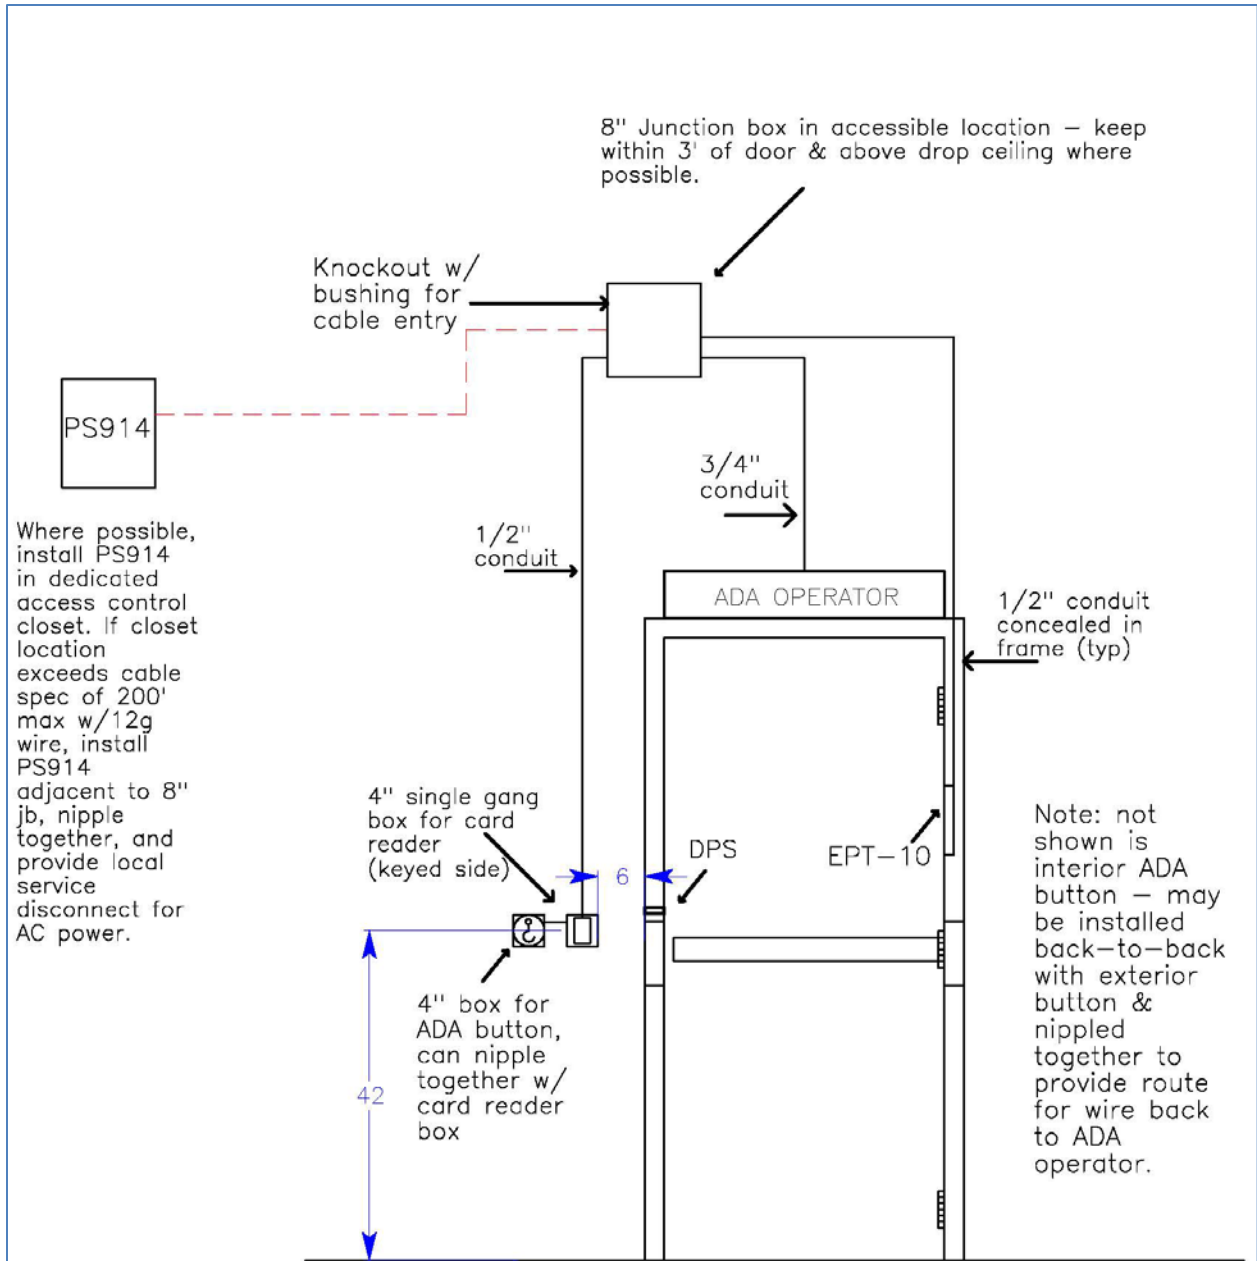 8" Junction box in accessible location – keep
within 3' of door & above drop ceiling where
possible.
Knockout w/
bushing for
cable entry
PS914
3/4"
conduit
1/2"
conduit
Where possible,
install PS914
in dedicated
access control
closet. If closet
location
exceeds cable
spec of 200'
max w/12g
wire, install
PS914
adjacent to 8"
jb, nipple
together, and
provide local
service
disconnect for
AC power.
ADA OPERATOR
1/2" conduit
concealed in
frame (typ)
4" single gang
box for card
reader
(keyed side)
6
DPS
EPT-10
Note: not
shown is
interior ADA
button – may
be installed
back-to-back
with exterior
button &
nippled
together to
provide route
for wire back
to ADA
operator.
4" box for
ADA button,
can nipple
together w/
card reader
box
42